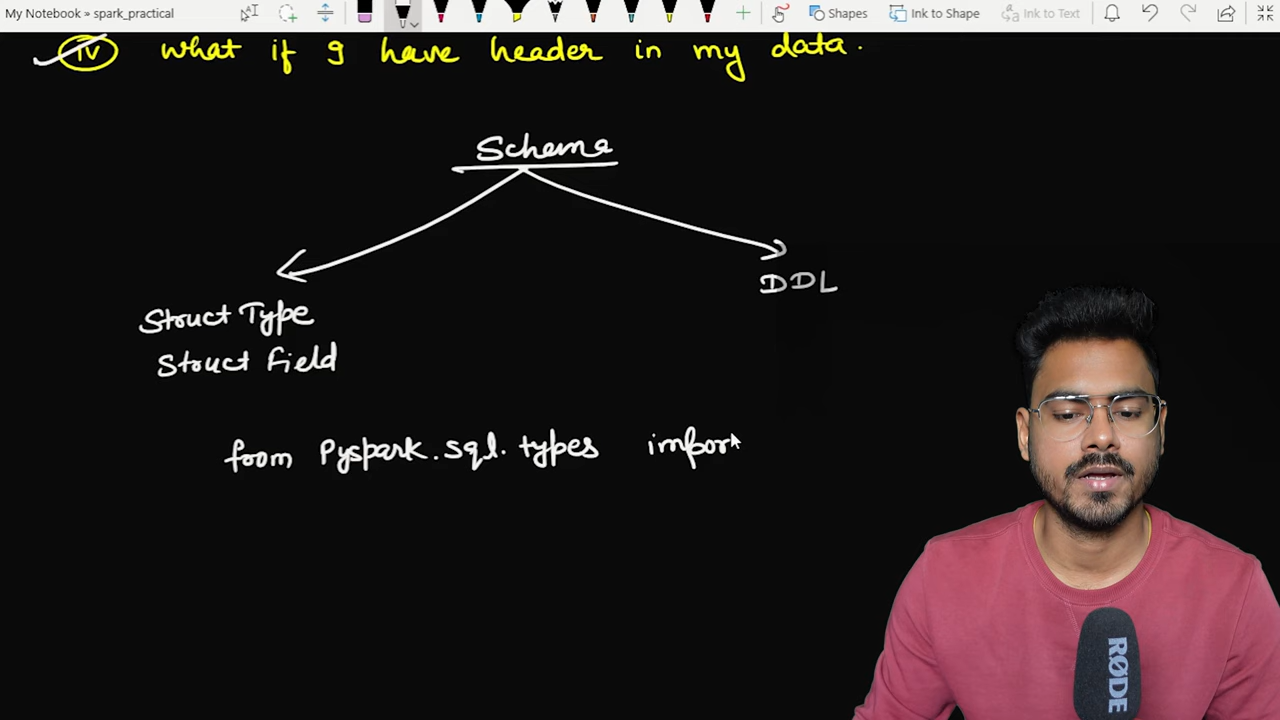 My Notebook » spark_practical
Shapes
Ink to Shape
Ink to Text
iv what if I have header in my data.
Schema
DDL
Struct Type
Struct Field
from Pyspark.sql.types import
RØDE